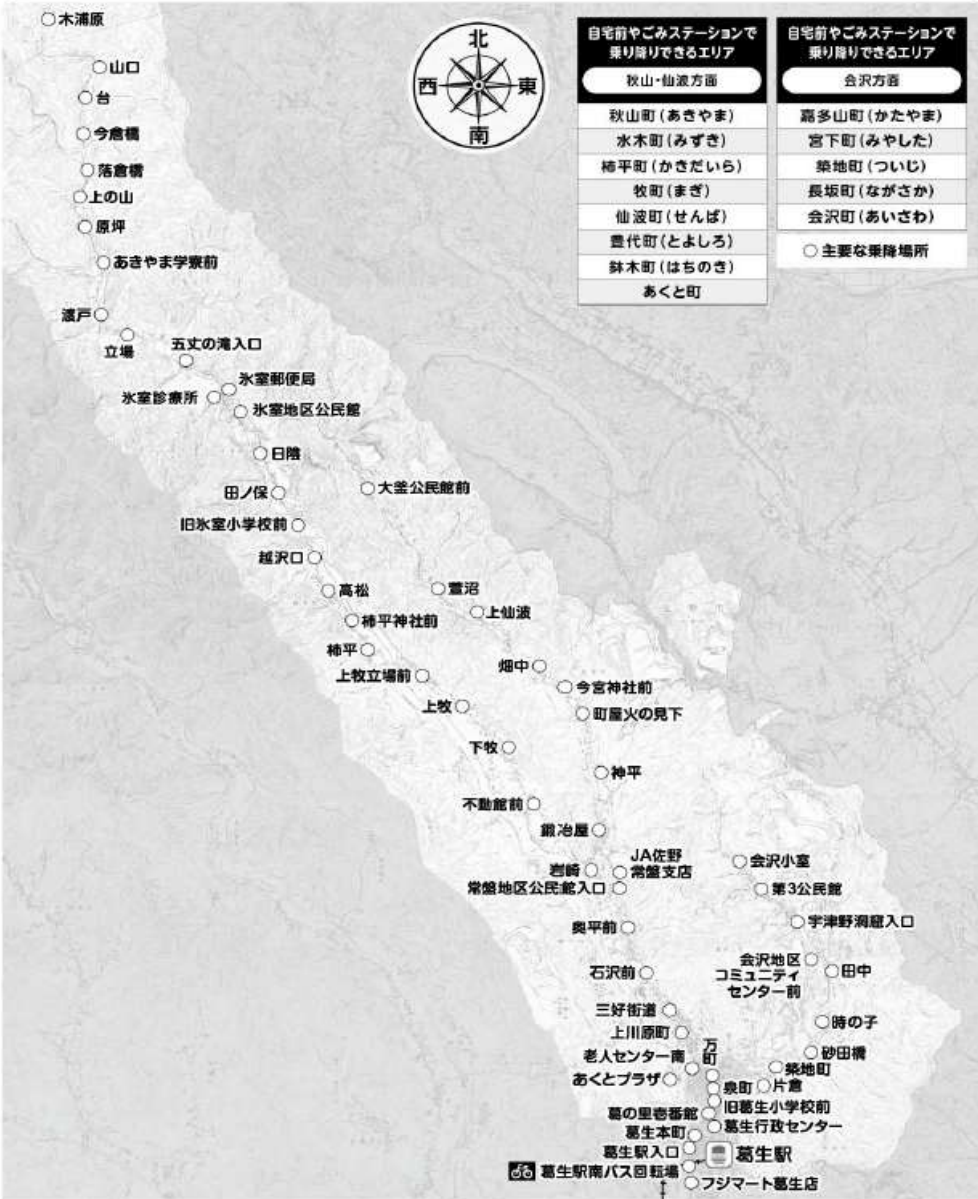 木浦原
山口
台
今倉橋
落倉橋
上の山
原坪
あきやま学寮前
渡戸
立場
五丈の滝入口
氷室郵便局
氷室診療所
氷室地区公民館
日陰
田ノ保
大釜公民館前
旧氷室小学校前
越沢口
高松
萱沼
上仙波
柿平神社前
柿平
上牧立場前
畑中
今宮神社前
上牧
町屋火の見下
下牧
神平
不動館前
鍛冶屋
岩崎
JA佐野
常盤支店
常盤地区公民館入口
会沢小室
第3公民館
宇津野洞窟入口
奥平前
会沢地区
コミュニティ
センター前
田中
石沢前
三好街道
上川原町
時の子
砂田橋
万町
老人センター南
築地町
あくとプラザ
泉町
片倉
旧葛生小学校前
葛の里壱番館
葛生行政センター
葛生本町
葛生駅入口
葛生駅
葛生駅南バス回転場
フジマート葛生店
北
西
東
南
自宅前やごみステーションで
乗り降りできるエリア
秋山・仙波方面
秋山町(あきやま)
水木町(みずき)
柿平町(かきだいら)
牧町(まぎ)
仙波町(せんば)
豊代町(とよしろ)
鉢木町(はちのき)
あくと町
自宅前やごみステーションで
乗り降りできるエリア
会沢方面
嘉多山町(かたやま)
宮下町(みやした)
築地町(ついじ)
長坂町(ながさか)
会沢町(あいさわ)
○主要な乗降場所